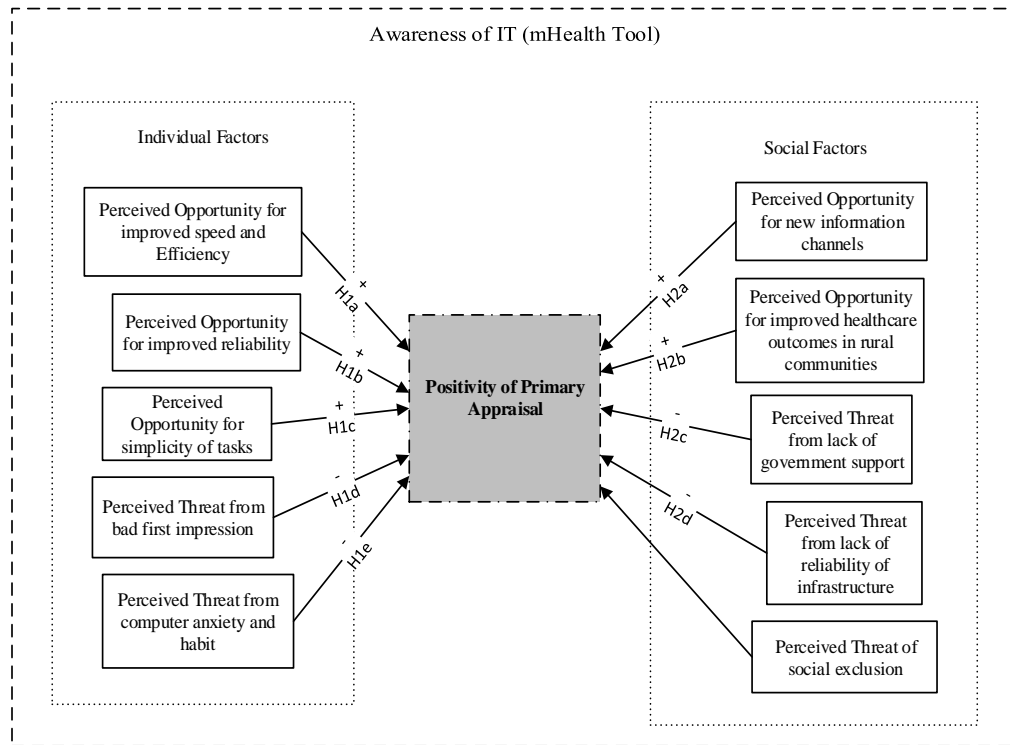 Awareness of IT (mHealth Tool)
Individual Factors
Perceived Opportunity for
improved speed and
Efficiency
Perceived Opportunity
for improved reliability
Perceived
Opportunity for
simplicity of tasks
Perceived Threat from
bad first impression
Perceived Threat from
computer anxiety and
habit
+
H1a
+
H1b
+
H1c
-
H1d
-
H1e
Positivity of Primary
Appraisal
+
H2a
+
H2b
-
H2c
-
H2d
Social Factors
Perceived Opportunity
for new information
channels
Perceived Opportunity
for improved healthcare
outcomes in rural
communities
Perceived Threat
from lack of
government support
Perceived Threat
from lack of
reliability of
infrastructure
Perceived Threat of
social exclusion